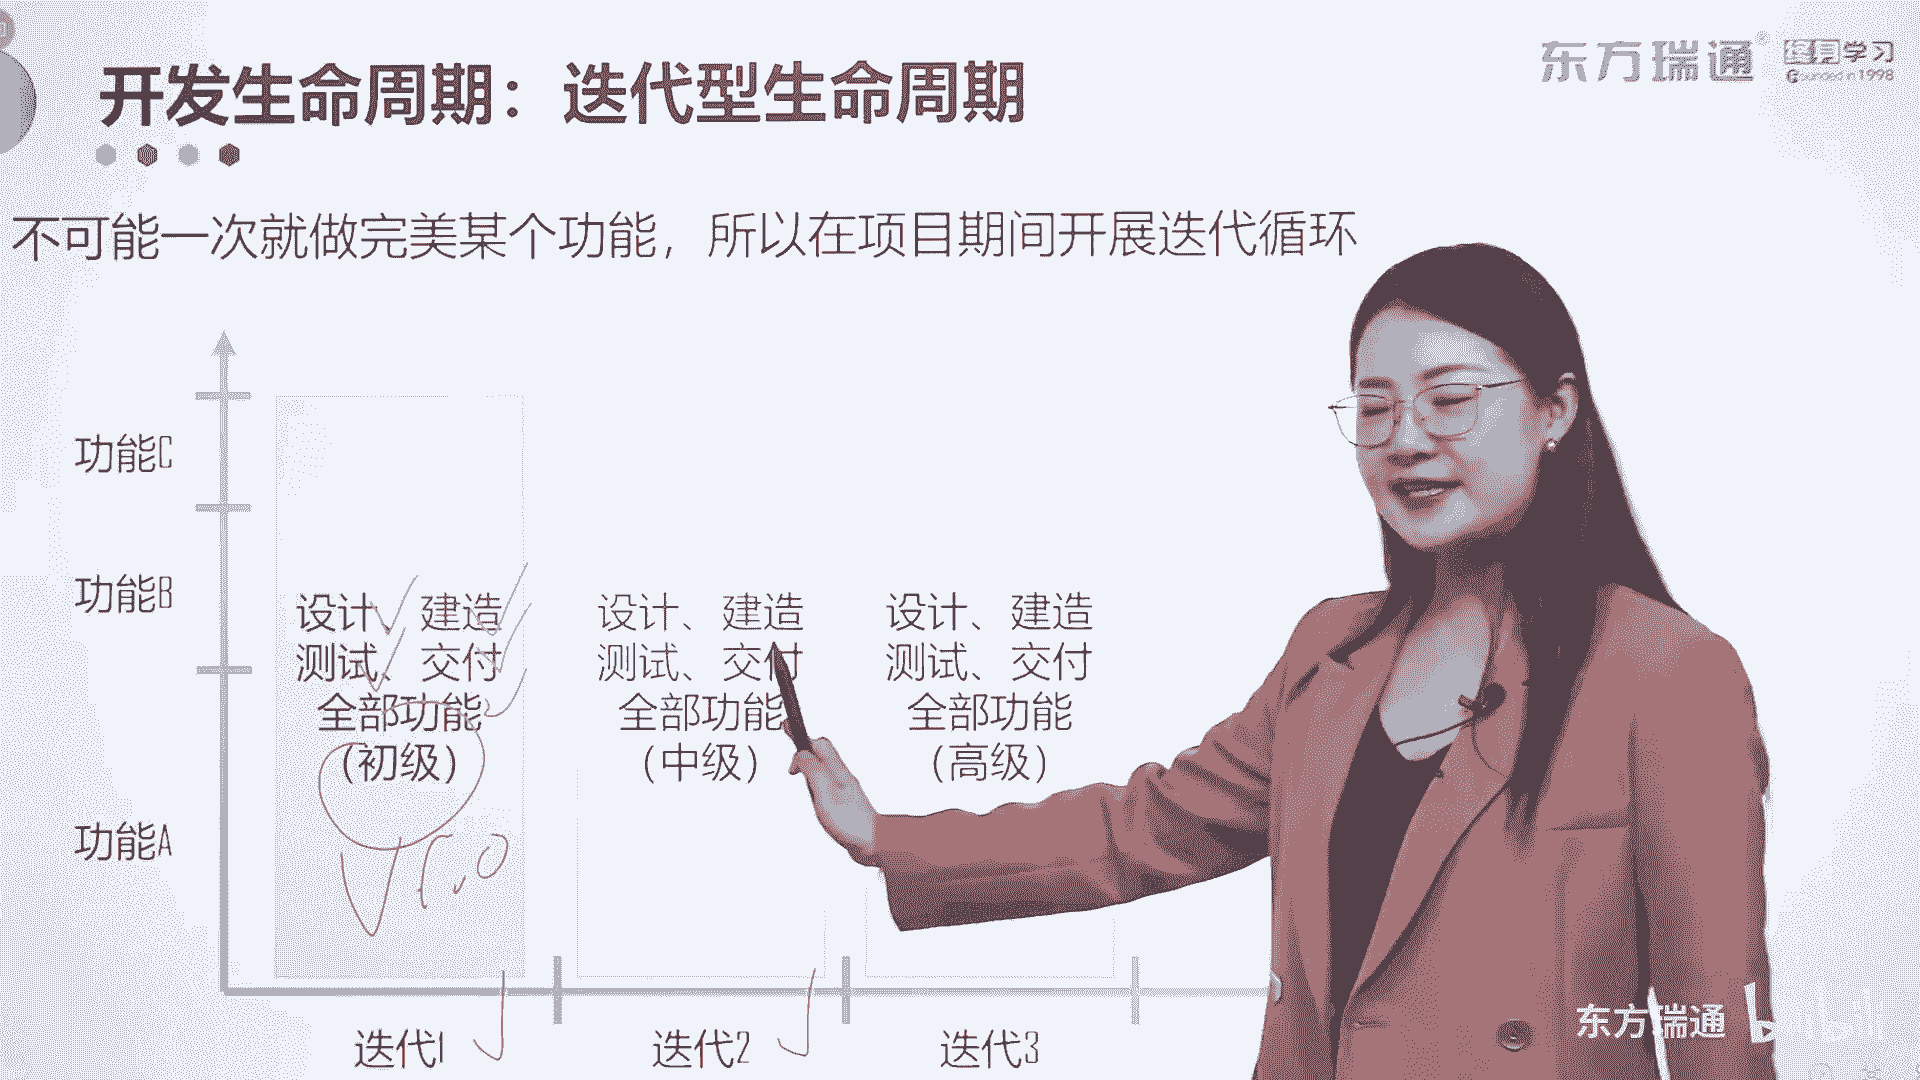 东方瑞通®
终身学习
Founded in 1998
开发生命周期：迭代型生命周期
不可能一次就做完美某个功能，所以在项目期间开展迭代循环
功能C
功能B
功能A
设计、建造
测试、交付
全部功能
（初级）
V1.0
设计、建造
测试、交付
全部功能
（中级）
设计、建造
测试、交付
全部功能
（高级）
迭代1
迭代2
迭代3
东方瑞通
bilibili